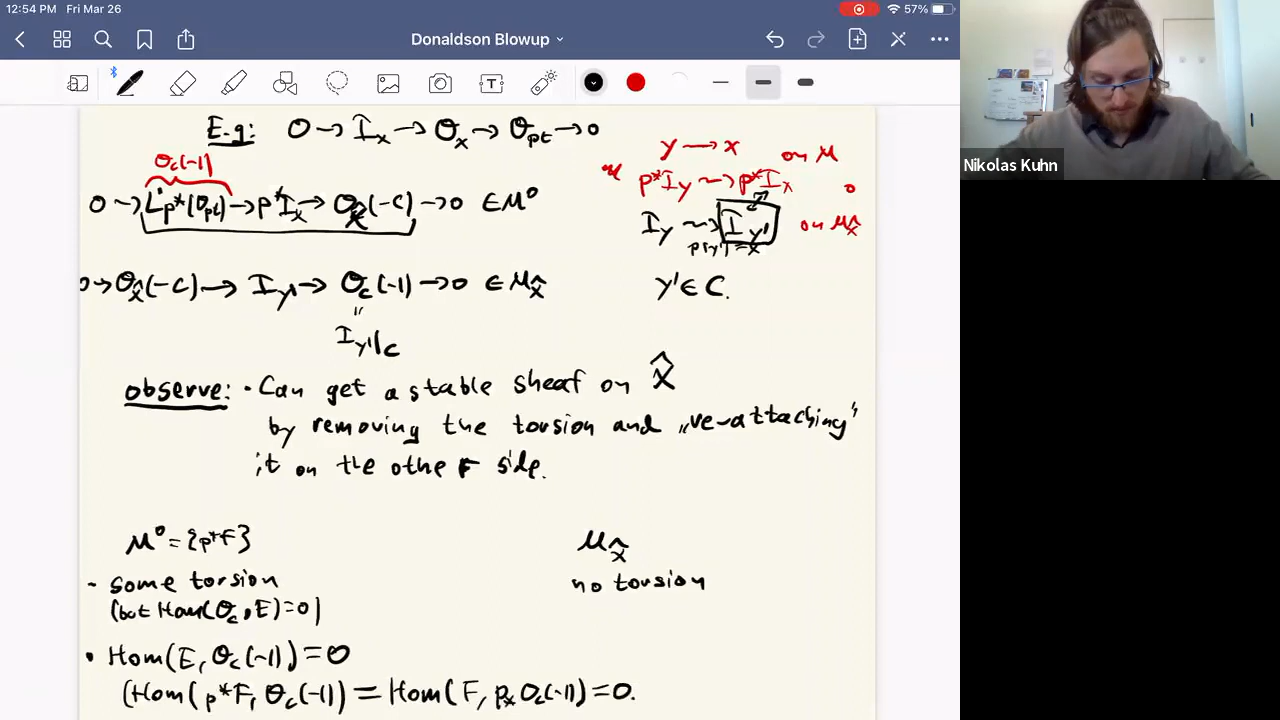 12:54 PM Fri Mar 26
57%
Donaldson Blowup
Nikolas Kuhn
E.g: 0 → I_x → O_x → O_pt → 0
O_c(-1)
0 → L^1p*(O_pt) → p*I_x → O_X̂(-C) → 0 ∈ M^0
y → x on M
p*I_y ⇝ p*I_x
I_y ⇝ I_y' on M_X̂
p(y') = x
y' ∈ C.
0 → O_X̂(-C) → I_y' → O_c(-1) → 0 ∈ M_X̂
"
I_y'|_C
observe: · Can get a stable sheaf on X̂
by removing the torsion and „re-attaching"
it on the other side.
M^0 = {p*F}
- some torsion
(but Hom(O_c, E) = 0)
M_X̂
no torsion
• Hom(E, O_c(-1)) = 0
(Hom(p*F, O_c(-1)) = Hom(F, p_* O_c(-1)) = 0.